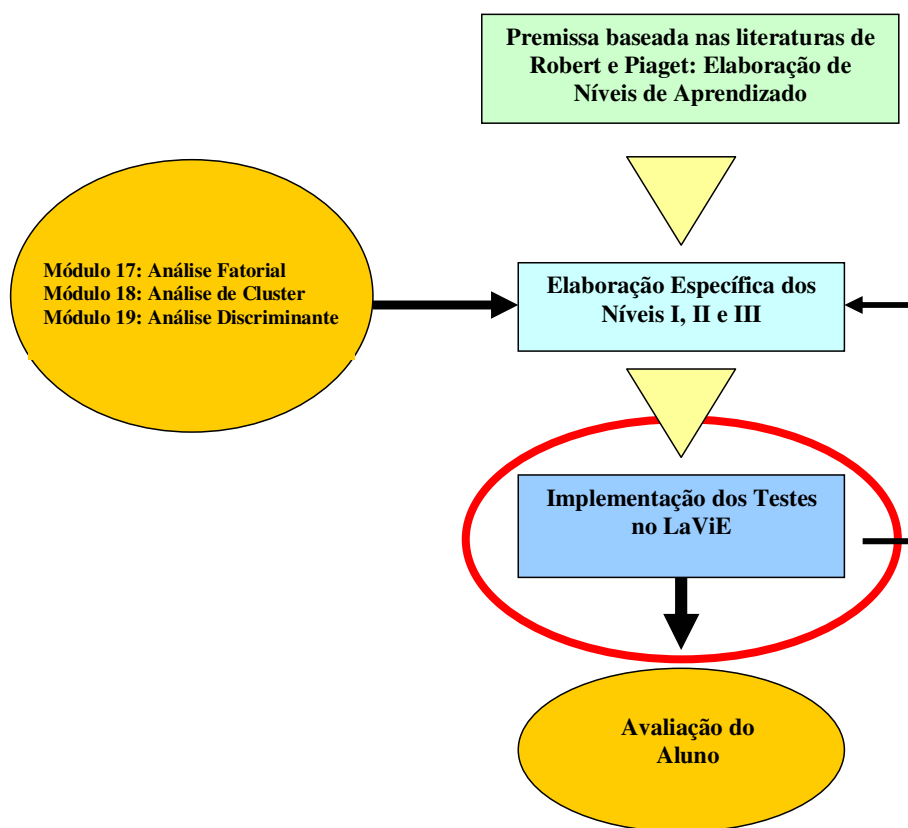 Premissa baseada nas literaturas de
Robert e Piaget: Elaboração de
Níveis de Aprendizado
Módulo 17: Análise Fatorial
Módulo 18: Análise de Cluster
Módulo 19: Análise Discriminante
Elaboração Específica dos
Níveis I, II e III
Implementação dos Testes
no LaViE
Avaliação do
Aluno